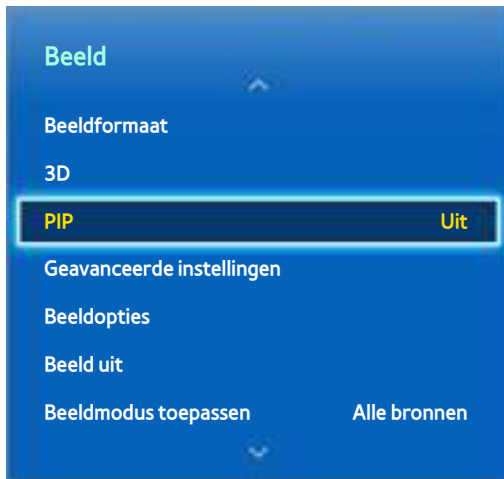 Beeld
Beeldformaat
3D
PIP Uit
Geavanceerde instellingen
Beeldopties
Beeld uit
Beeldmodus toepassen Alle bronnen